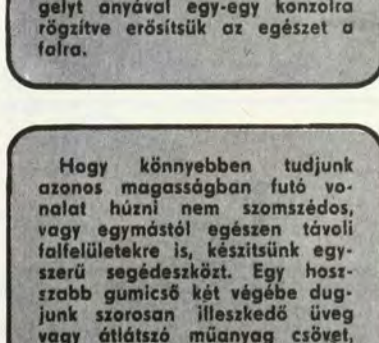 gelyt anyával egy-egy konzolra
rögzítve erősítsük az egészet a
falra.
Hogy könnyebben tudjunk
azonos magasságban futó vo-
nalat húzni nem szomszédos,
vagy egymástól egészen távoli
falfelületekre is, készítsünk egy-
szerű segédeszközt. Egy hosz-
szabb gumicső két végébe dug-
junk szorosan illeszkedő üveg
vagy átlátszó műanyag csövet,